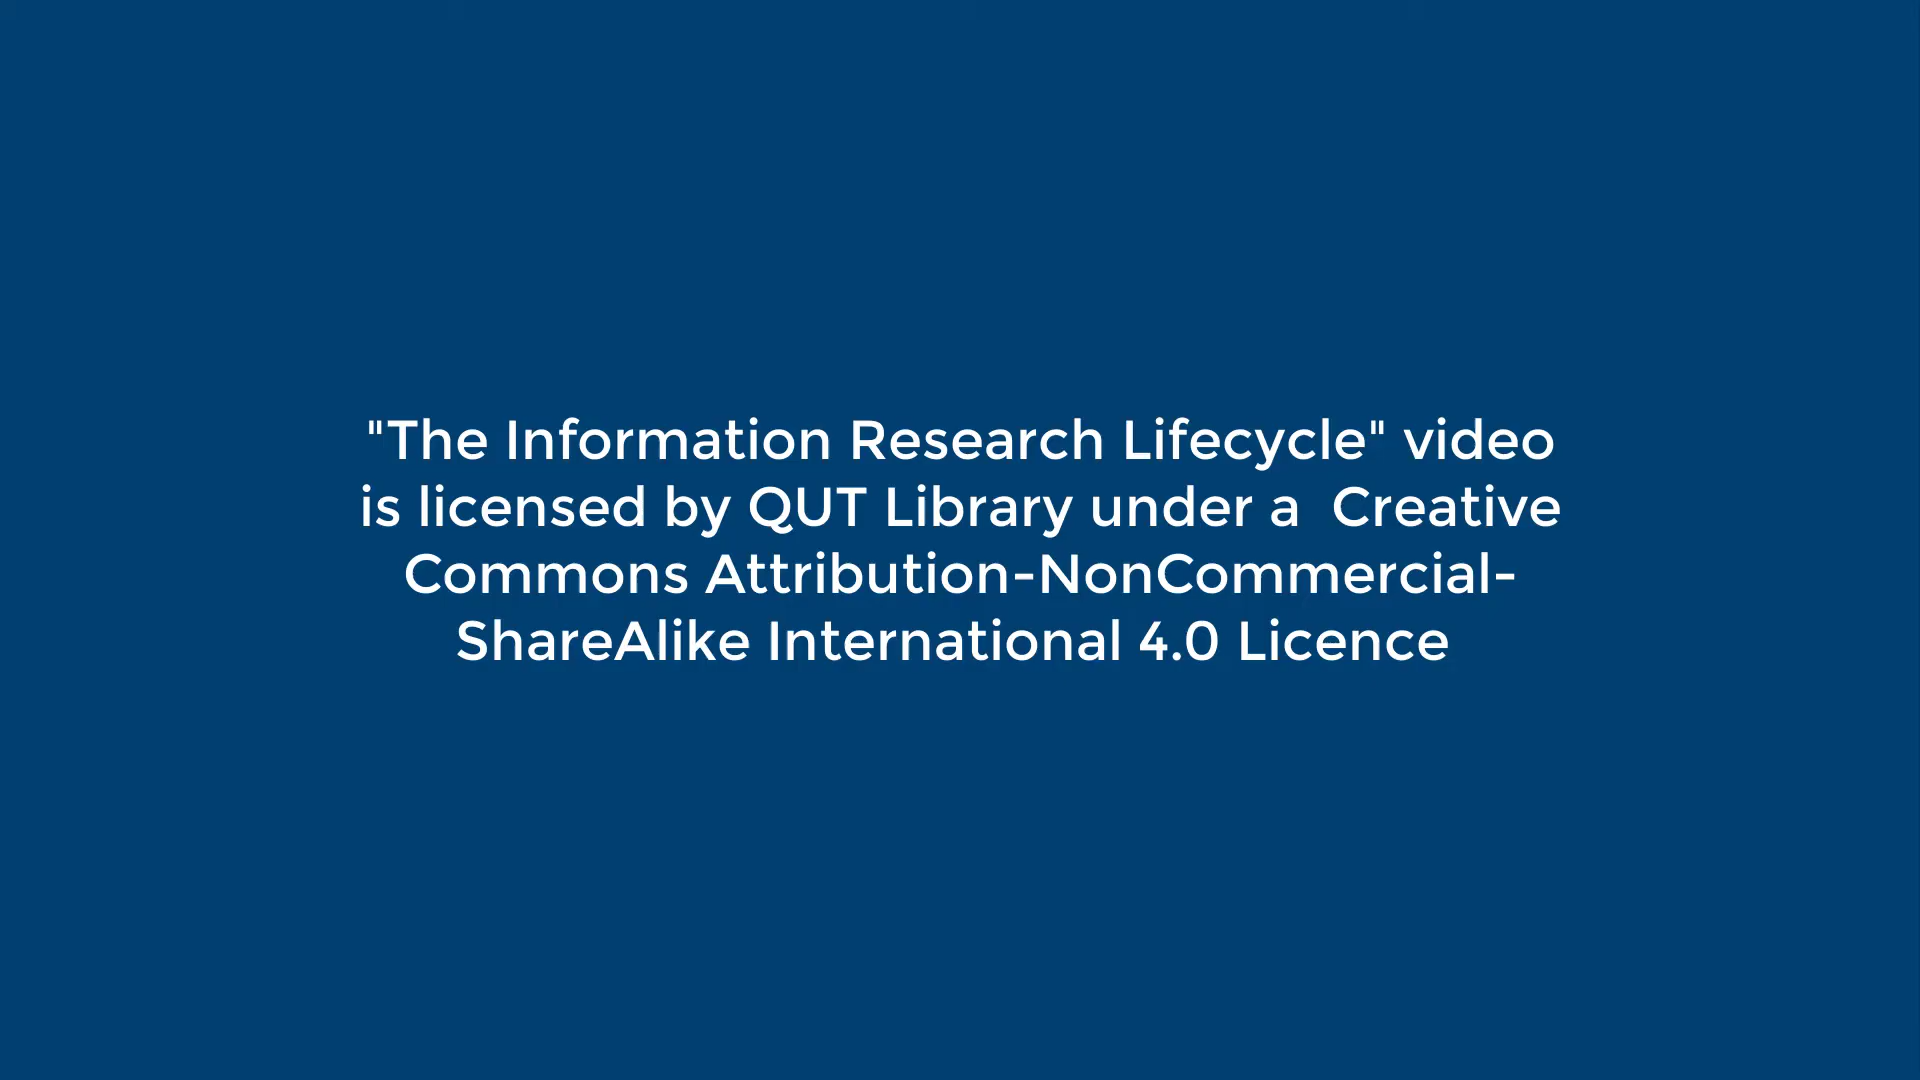 "The Information Research Lifecycle" video
is licensed by QUT Library under a  Creative
Commons Attribution-NonCommercial-
ShareAlike International 4.0 Licence